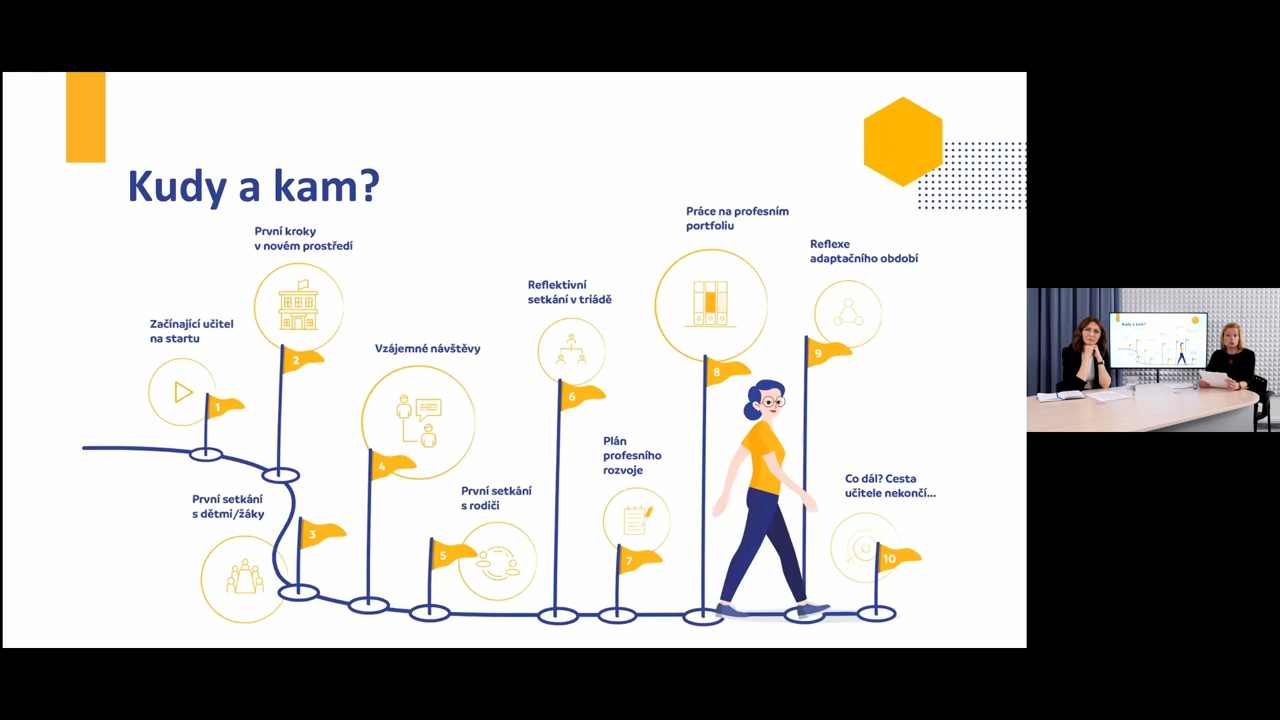 Kudy a kam?
Začínající učitel
na startu
1
První kroky
v novém prostředí
2
První setkání
s dětmi/žáky
3
Vzájemné návštěvy
4
První setkání
s rodiči
5
Reflektivní
setkání v triádě
6
Plán
profesního
rozvoje
7
Práce na profesním
portfoliu
8
Reflexe
adaptačního období
9
Co dál? Cesta
učitele nekončí...
10
Kudy a kam?